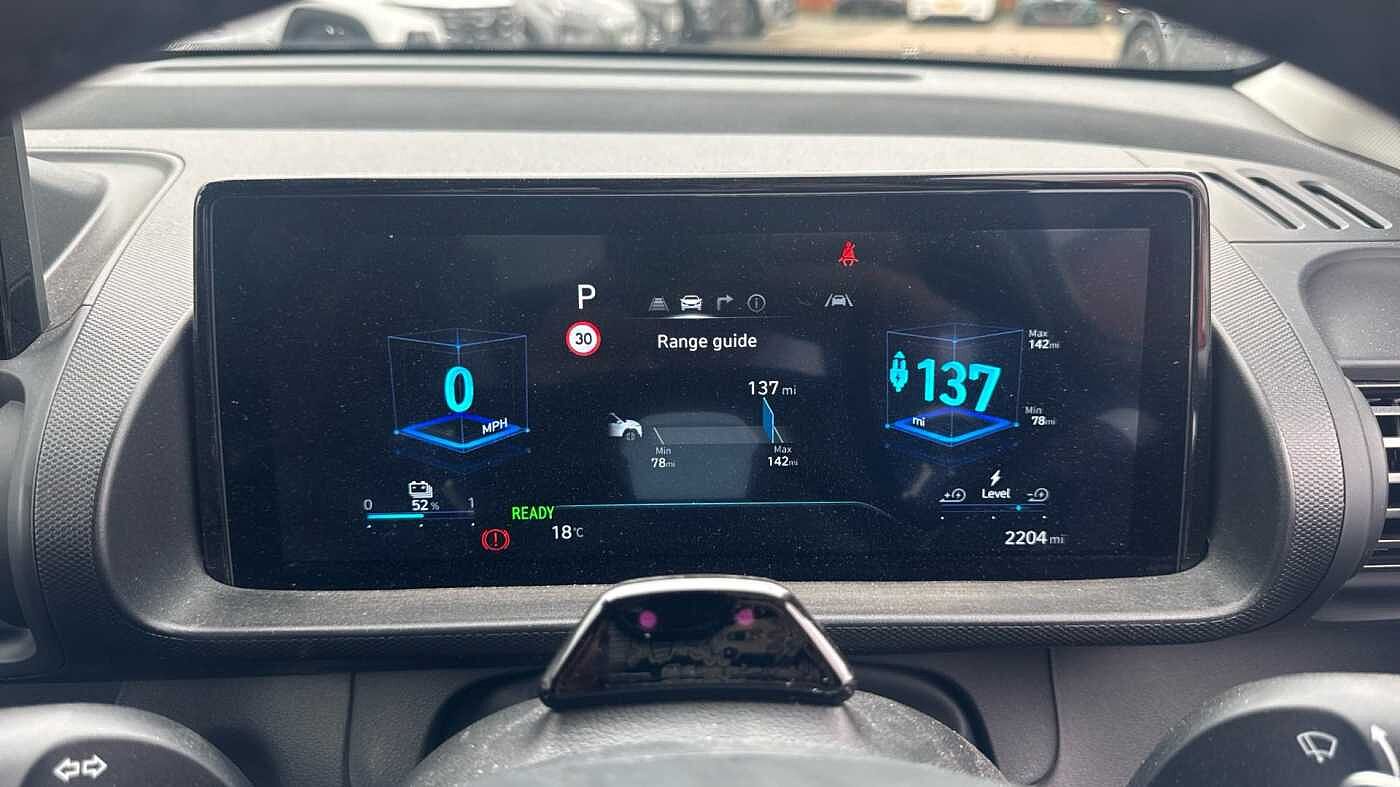 P
30
Range guide
Max
142mi
0
MPH
137 mi
137
mi
Min
78mi
Min
78mi
Max
142mi
0 52% 1
Level
READY
18°C
2204 mi